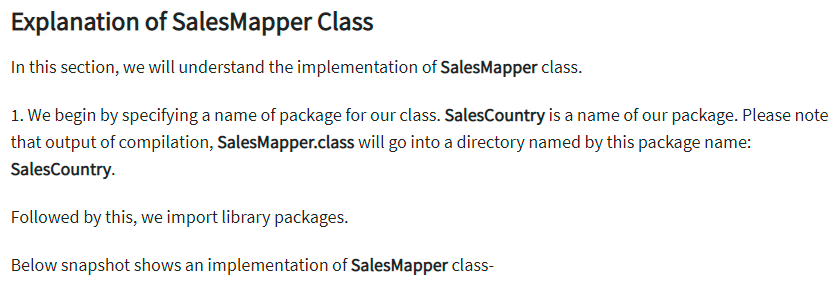 Explanation of SalesMapper Class
In this section, we will understand the implementation of SalesMapper class.
1. We begin by specifying a name of package for our class. SalesCountry is a name of our package. Please note
that output of compilation, SalesMapper.class will go into a directory named by this package name:
SalesCountry.
Followed by this, we import library packages.
Below snapshot shows an implementation of SalesMapper class-